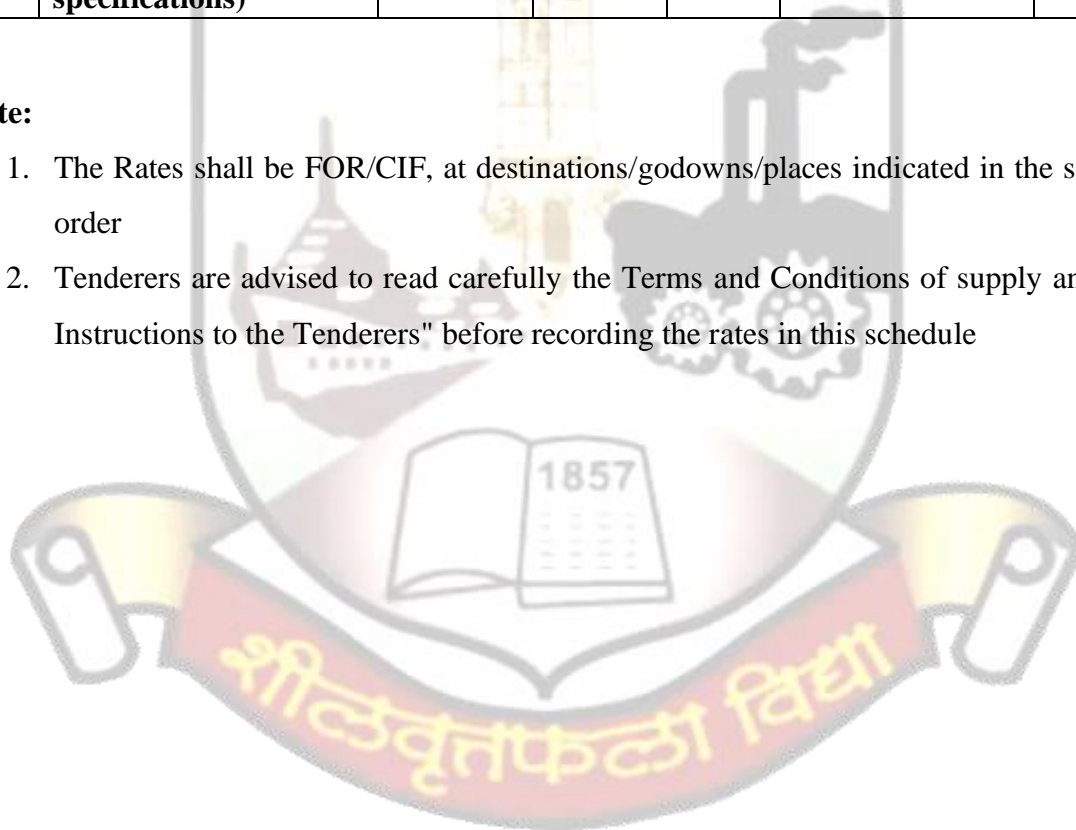 specifications)
te:
1. The Rates shall be FOR/CIF, at destinations/godowns/places indicated in the s
order
2. Tenderers are advised to read carefully the Terms and Conditions of supply an
Instructions to the Tenderers" before recording the rates in this schedule
1857
शीलवृतफला विद्या